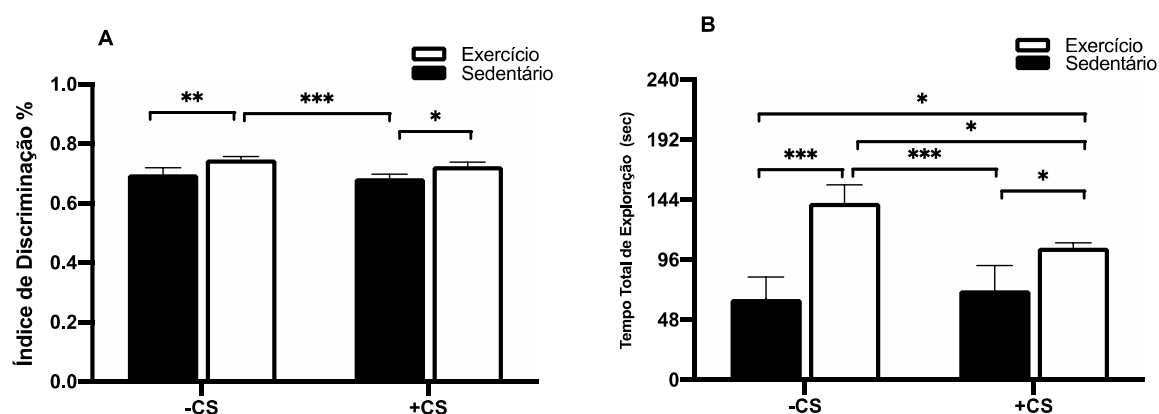 A
Exercício
Sedentário
1.0
0.8
0.6
0.4
0.2
0.0
Índice de Discriminação %
**
***
*
-CS
+CS
B
Exercício
Sedentário
240
192
144
96
48
0
Tempo Total de Exploração (sec)
*
*
***
***
*
-CS
+CS